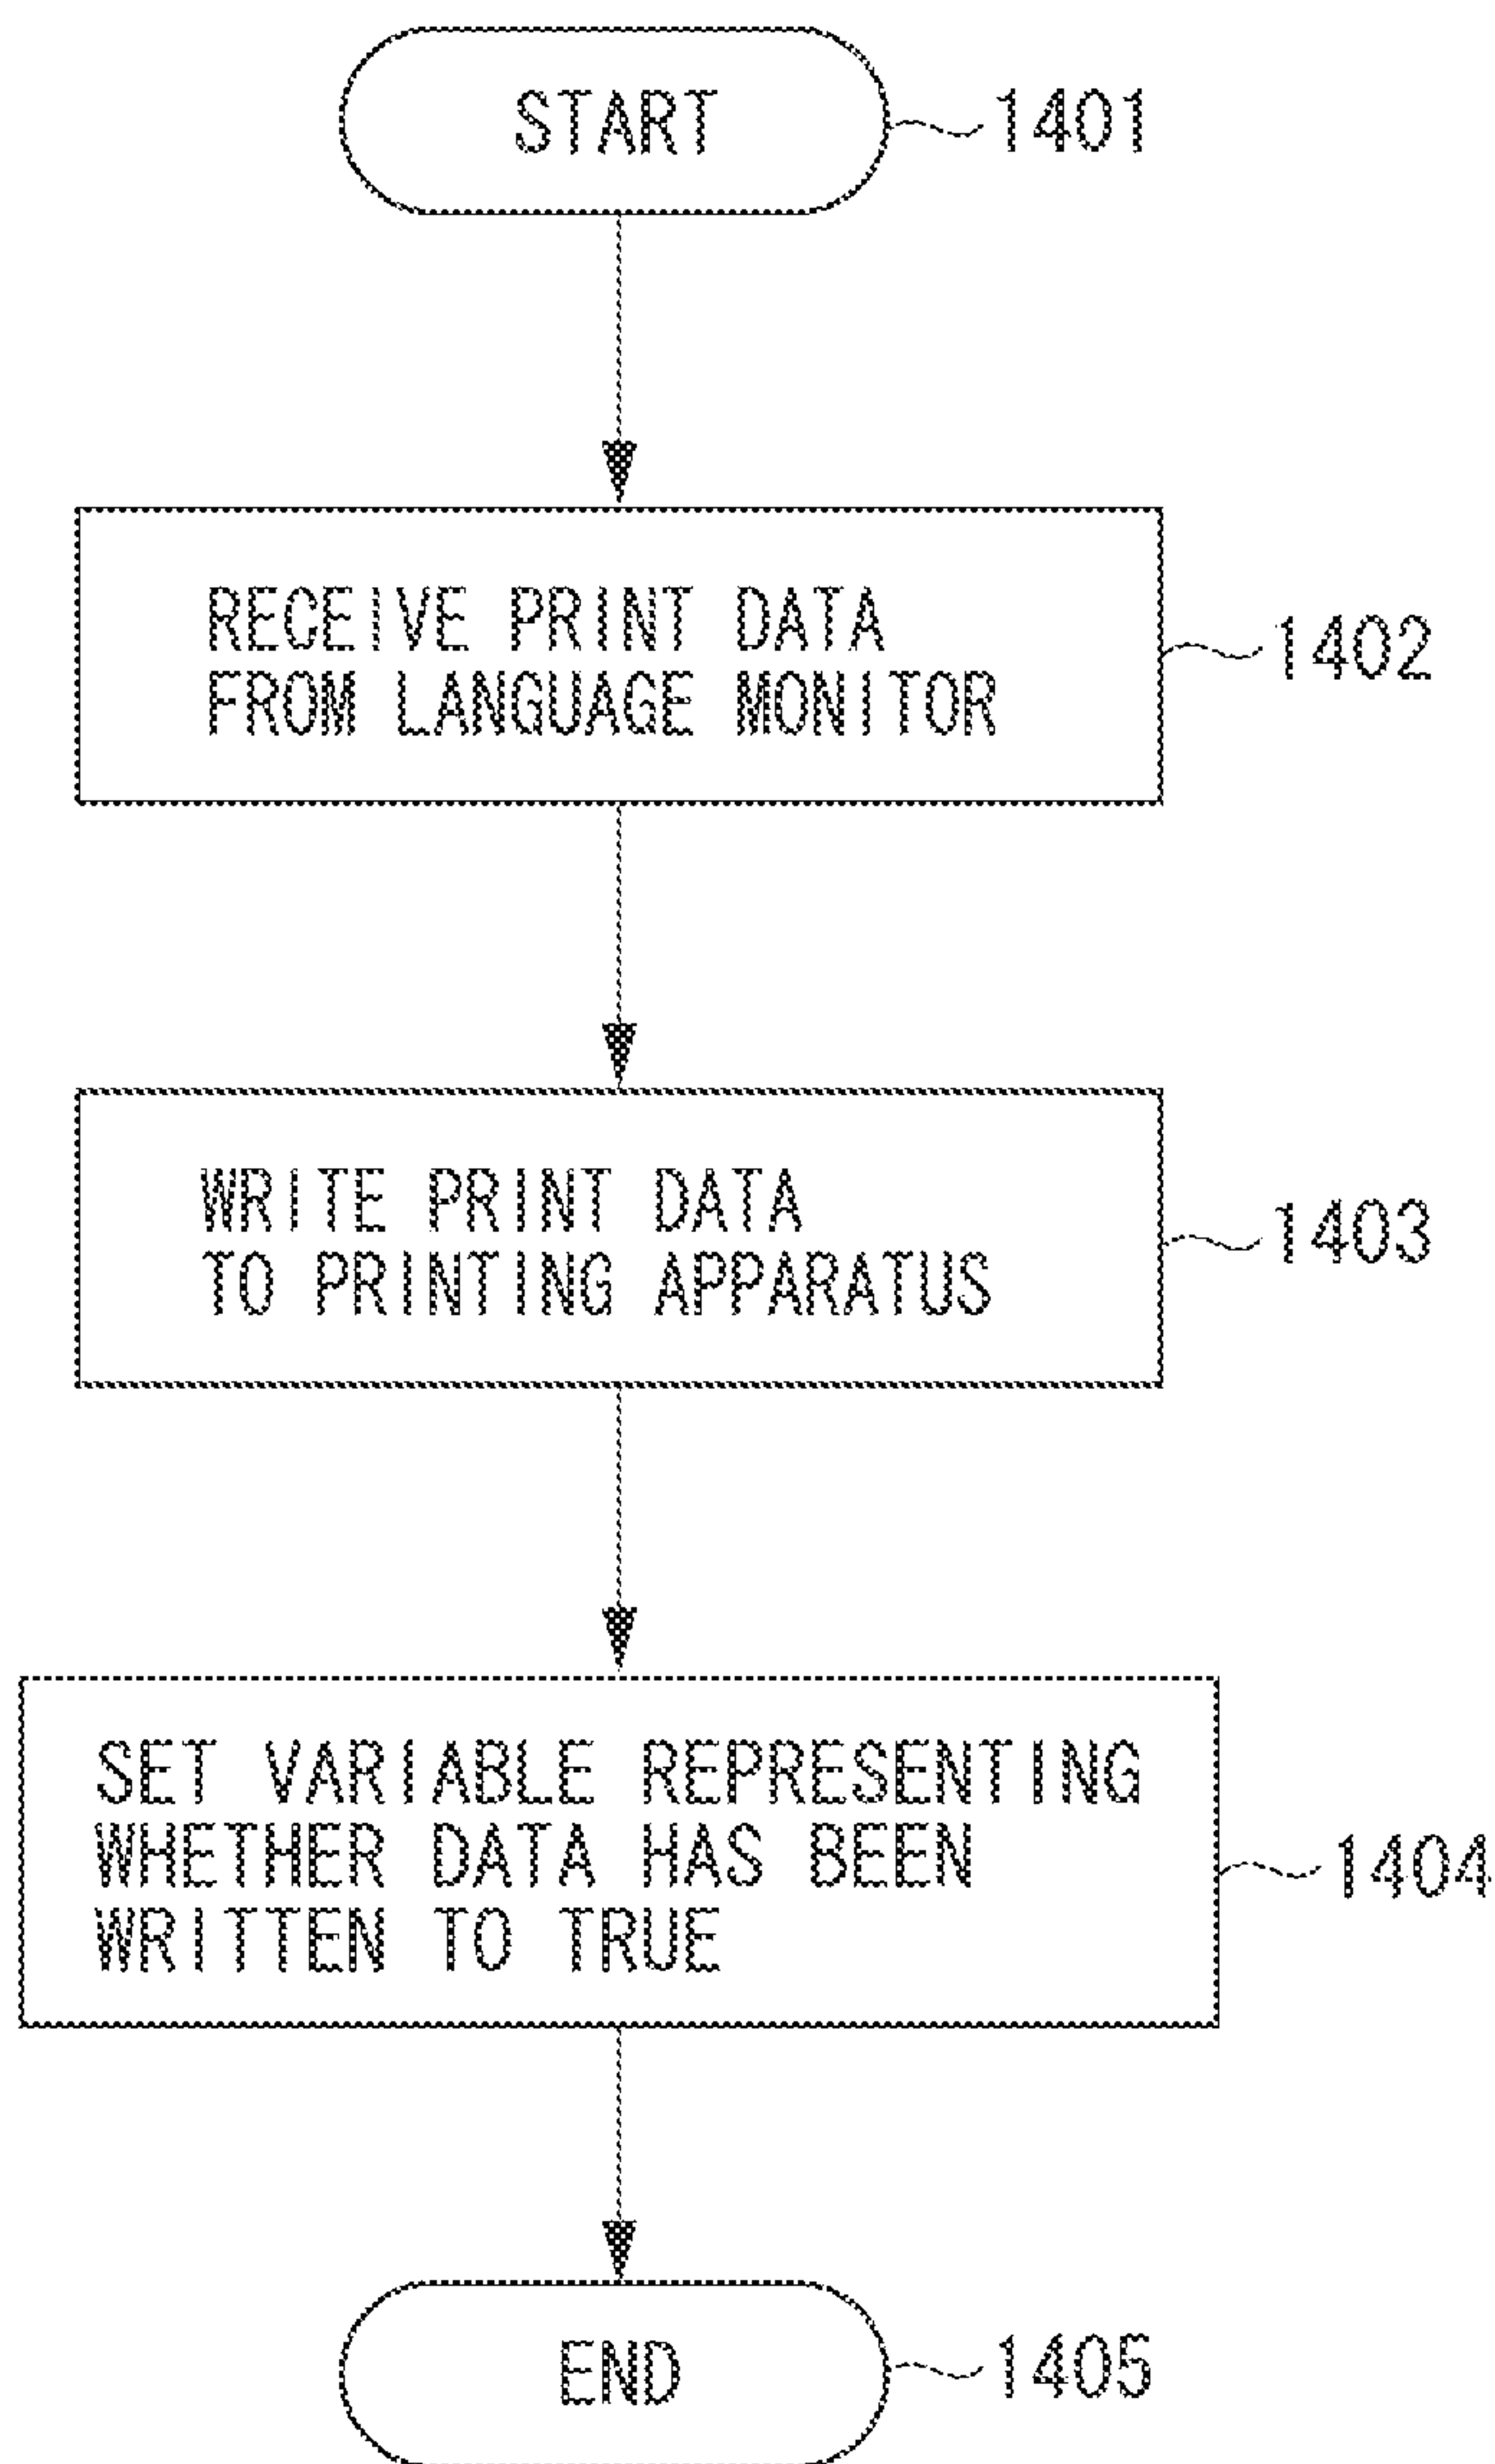 START
1401
RECEIVE PRINT DATA
FROM LANGUAGE MONITOR
1402
WRITE PRINT DATA
TO PRINTING APPARATUS
1403
SET VARIABLE REPRESENTING
WHETHER DATA HAS BEEN
WRITTEN TO TRUE
1404
END
1405